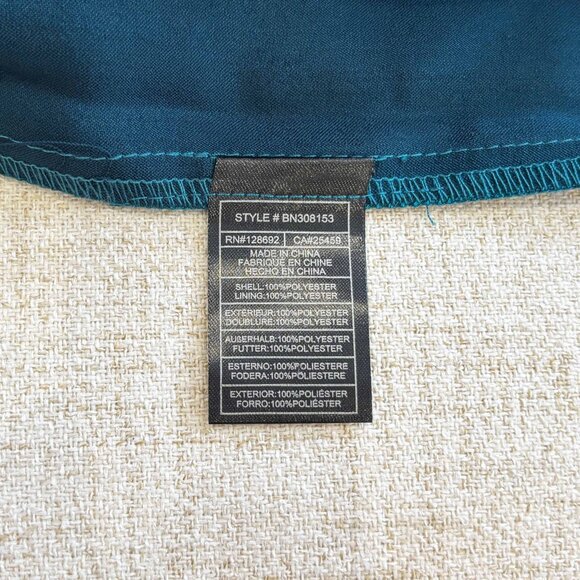 STYLE # BN308153
RN#128692 CA#25459
MADE IN CHINA
FABRIQUE EN CHINE
HECHO EN CHINA
SHELL:100%POLYESTER
LINING:100%POLYESTER
EXTERIEUR:100%POLYESTER
DOUBLURE:100%POLYESTER
AUßERHALB:100%POLYESTER
FUTTER:100%POLYESTER
ESTERNO:100%POLIESTERE
FODERA:100%POLIESTERE
EXTERIOR:100%POLIÉSTER
FORRO:100%POLIÉSTER